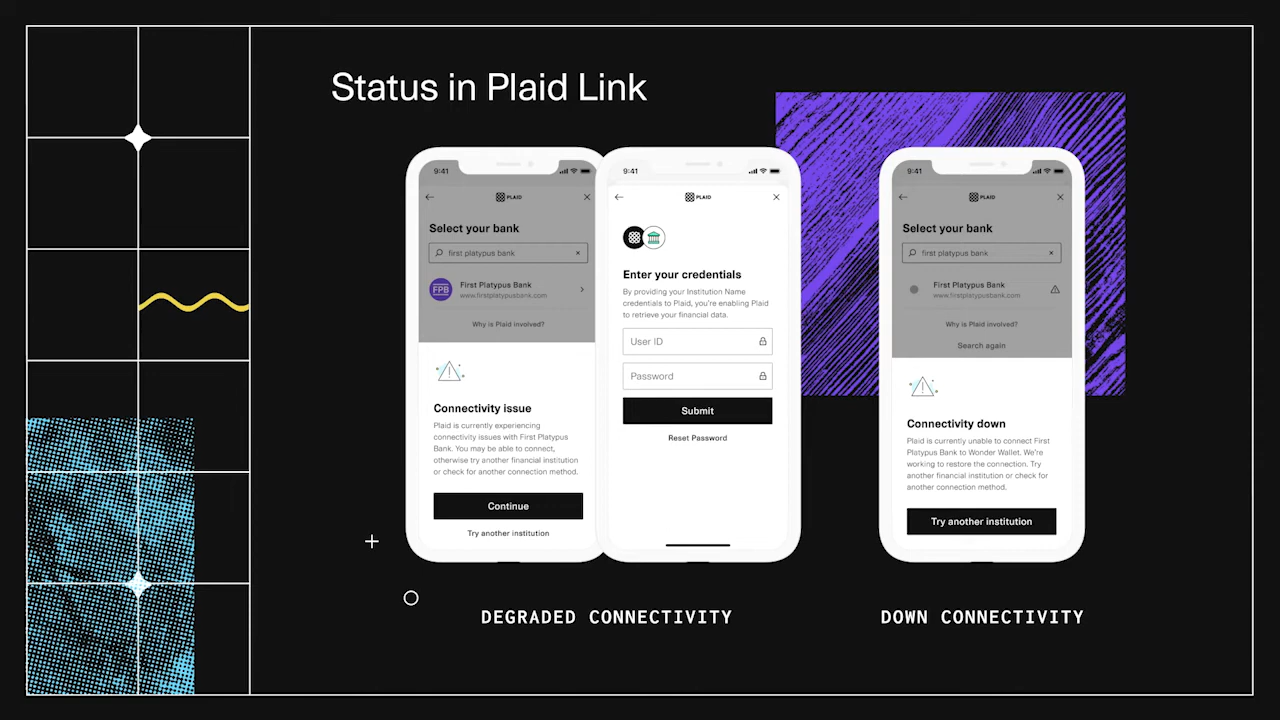 Status in Plaid Link
9:41
PLAID
Select your bank
first platypus bank
FPB
First Platypus Bank
www.firstplatypusbank.com
Why is Plaid involved?
Connectivity issue
Plaid is currently experiencing
connectivity issues with First Platypus
Bank. You may be able to connect,
otherwise try another financial institution
or check for another connection method.
Continue
Try another institution
9:41
PLAID
Enter your credentials
By providing your Institution Name
credentials to Plaid, you're enabling Plaid
to retrieve your financial data.
User ID
Password
Submit
Reset Password
DEGRADED CONNECTIVITY
9:41
PLAID
Select your bank
first platypus bank
First Platypus Bank
www.firstplatypusbank.com
Why is Plaid involved?
Search again
Connectivity down
Plaid is currently unable to connect First
Platypus Bank to Wonder Wallet. We're
working to restore the connection. Try
another financial institution or check for
another connection method.
Try another institution
DOWN CONNECTIVITY